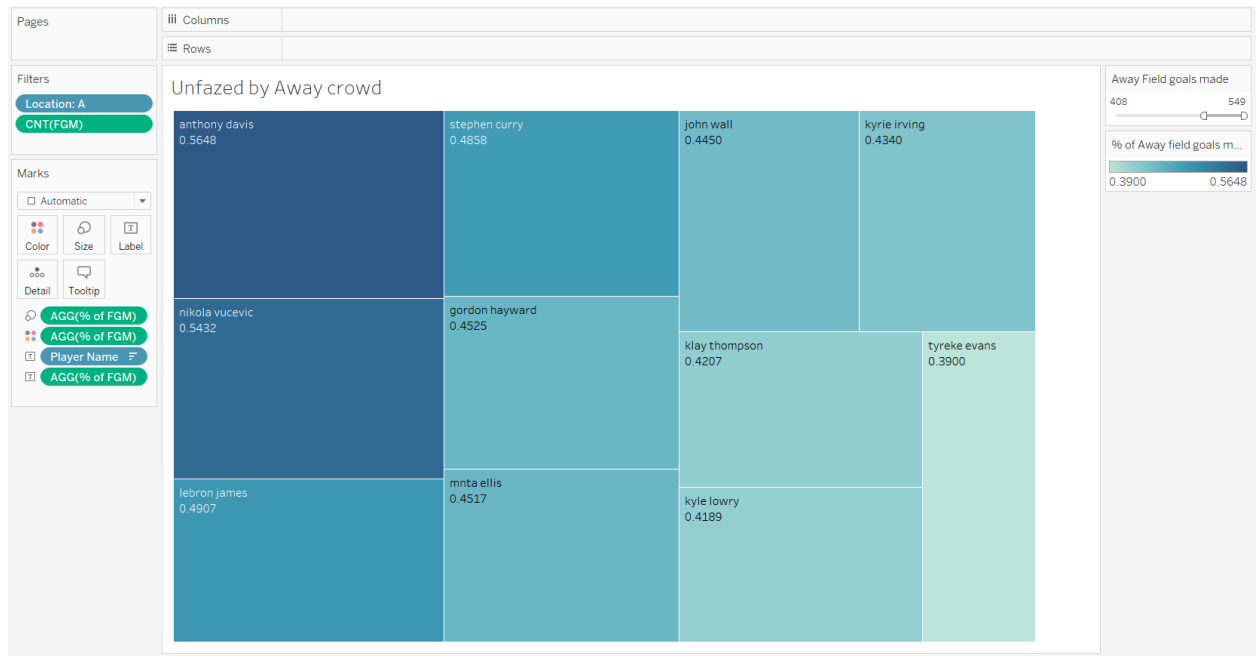 Pages
Columns
Rows
Filters
Location: A
CNT(FGM)
Marks
Automatic
Color Size Label
Detail Tooltip
AGG(% of FGM)
AGG(% of FGM)
Player Name
AGG(% of FGM)
Unfazed by Away crowd
anthony davis
0.5648
nikola vucevic
0.5432
lebron james
0.4907
stephen curry
0.4858
gordon hayward
0.4525
mnta ellis
0.4517
john wall
0.4450
kyrie irving
0.4340
klay thompson
0.4207
kyle lowry
0.4189
tyreke evans
0.3900
Away Field goals made
408 549
% of Away field goals m...
0.3900 0.5648